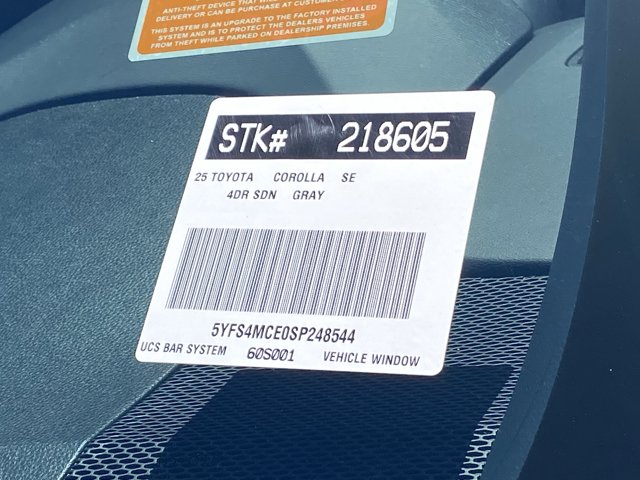 ANTI-THEFT DEVICE THAT
DELIVERY OR CAN BE PURCHASE AT CUSTOMER
THIS SYSTEM IS AN UPGRADE TO THE FACTORY INSTALLED
SYSTEM AND IS TO PROTECT THE DEALERS VEHICLES
FROM THEFT WHILE PARKED ON DEALERSHIP PREMISES
STK# 218605
25 TOYOTA COROLLA SE
4DR SDN GRAY
5YFS4MCE0SP248544
UCS BAR SYSTEM 60S001 VEHICLE WINDOW